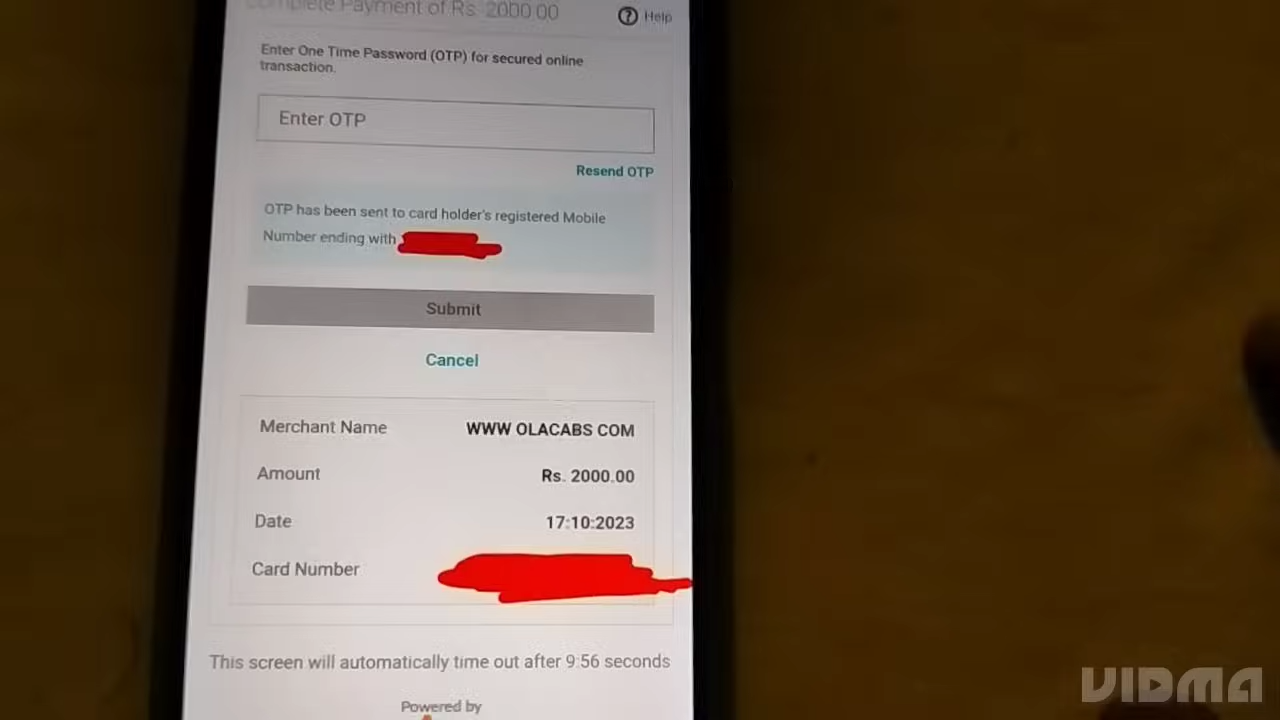 Complete Payment of Rs. 2000.00
Help
Enter One Time Password (OTP) for secured online
transaction.
Enter OTP
Resend OTP
OTP has been sent to card holder's registered Mobile
Number ending with
Submit
Cancel
Merchant Name WWW OLACABS COM
Amount Rs. 2000.00
Date 17:10:2023
Card Number
This screen will automatically time out after 9:56 seconds
Powered by
VIDMA